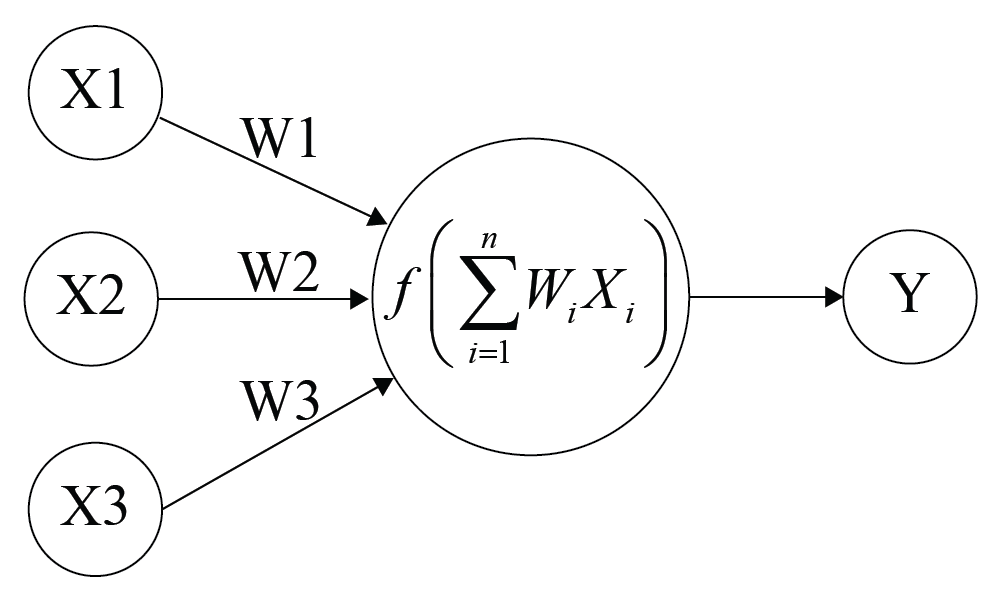 X1
W1
X2
W2
f(∑_{i=1}^{n} W_i X_i)
Y
W3
X3